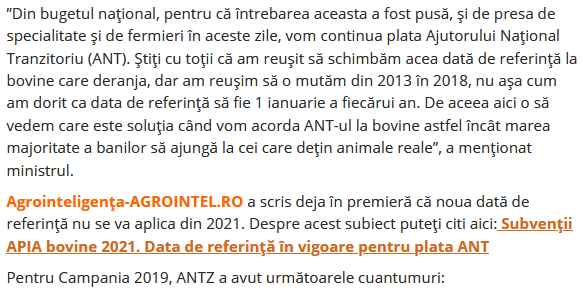 ”Din bugetul național, pentru că întrebarea aceasta a fost pusă, și de presa de
specialitate și de fermieri în aceste zile, vom continua plata Ajutorului Național
Tranzitoriu (ANT). Știți cu toții că am reușit să schimbăm acea dată de referință la
bovine care deranja, dar am reușim să o mutăm din 2013 în 2018, nu așa cum
am dorit ca data de referință să fie 1 ianuarie a fiecărui an. De aceea aici o să
vedem care este soluția când vom acorda ANT-ul la bovine astfel încât marea
majoritate a banilor să ajungă la cei care dețin animale reale”, a menționat
ministrul.
Agrointeligența-AGROINTEL.RO a scris deja în premieră că noua dată de
referință nu se va aplica din 2021. Despre acest subiect puteți citi aici: Subvenții
APIA bovine 2021. Data de referință în vigoare pentru plata ANT
Pentru Campania 2019, ANTZ a avut următoarele cuantumuri: